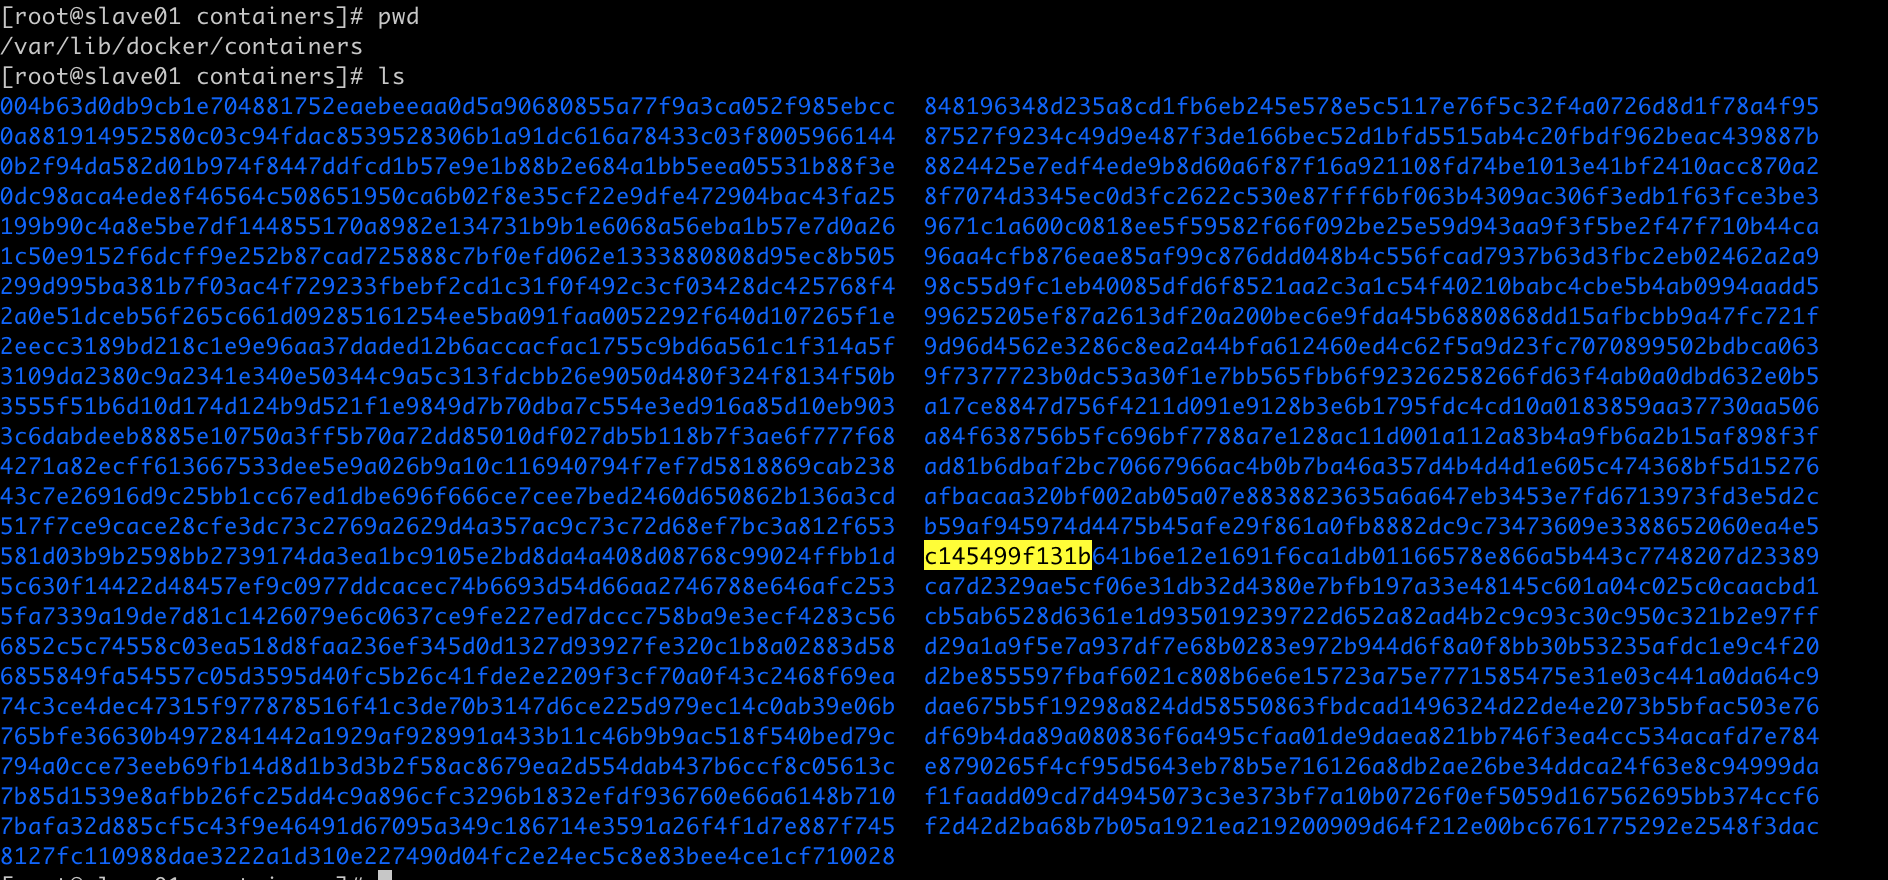 [root@slave01 containers]# pwd
/var/lib/docker/containers
[root@slave01 containers]# ls
004b63d0db9cb1e704881752eaebeeaa0d5a90680855a77f9a3ca052f985ebcc 848196348d235a8cd1fb6eb245e578e5c5117e76f5c32f4a0726d8d1f78a4f95
0a881914952580c03c94fdac8539528306b1a91dc616a78433c03f8005966144 87527f9234c49d9e487f3de166bec52d1bfd5515ab4c20fbdf962beac439887b
0b2f94da582d01b974f8447ddfcd1b57e9e1b88b2e684a1bb5eea05531b88f3e 8824425e7edf4ede9b8d60a6f87f16a921108fd74be1013e41bf2410acc870a2
0dc98aca4ede8f46564c508651950ca6b02f8e35cf22e9dfe472904bac43fa25 8f7074d3345ec0d3fc2622c530e87fff6bf063b4309ac306f3edb1f63fce3be3
199b90c4a8e5be7df144855170a8982e134731b9b1e6068a56eba1b57e7d0a26 9671c1a600c0818ee5f59582f66f092be25e59d943aa9f3f5be2f47f710b44ca
1c50e9152f6dcff9e252b87cad725888c7bf0efd062e1333880808d95ec8b505 96aa4cfb876eae85af99c876ddd048b4c556fcad7937b63d3fbc2eb02462a2a9
299d995ba381b7f03ac4f729233fbebf2cd1c31f0f492c3cf03428dc425768f4 98c55d9fc1eb40085dfd6f8521aa2c3a1c54f40210babc4cbe5b4ab0994aadd5
2a0e51dceb56f265c661d09285161254ee5ba091faa0052292f640d107265f1e 99625205ef87a2613df20a200bec6e9fda45b6880868dd15afbcbb9a47fc721f
2eecc3189bd218c1e9e96aa37daded12b6accacfac1755c9bd6a561c1f314a5f 9d96d4562e3286c8ea2a44bfa612460ed4c62f5a9d23fc7070899502bdbca063
3109da2380c9a2341e340e50344c9a5c313fdcbb26e9050d480f324f8134f50b 9f7377723b0dc53a30f1e7bb565fbb6f92326258266fd63f4ab0a0dbd632e0b5
3555f51b6d10d174d124b9d521f1e9849d7b70dba7c554e3ed916a85d10eb903 a17ce8847d756f4211d091e9128b3e6b1795fdc4cd10a0183859aa37730aa506
3c6dabdeeb8885e10750a3ff5b70a72dd85010df027db5b118b7f3ae6f777f68 a84f638756b5fc696bf7788a7e128ac11d001a112a83b4a9fb6a2b15af898f3f
4271a82ecff613667533dee5e9a026b9a10c116940794f7ef7d5818869cab238 ad81b6dbaf2bc70667966ac4b0b7ba46a357d4b4d4d1e605c474368bf5d15276
43c7e26916d9c25bb1cc67ed1dbe696f666ce7cee7bed2460d650862b136a3cd afbacaa320bf002ab05a07e8838823635a6a647eb3453e7fd6713973fd3e5d2c
517f7ce9cace28cfe3dc73c2769a2629d4a357ac9c73c72d68ef7bc3a812f653 b59af945974d4475b45afe29f861a0fb8882dc9c73473609e3388652060ea4e5
581d03b9b2598bb2739174da3ea1bc9105e2bd8da4a408d08768c99024ffbb1d c145499f131b641b6e12e1691f6ca1db01166578e866a5b443c7748207d23389
5c630f14422d48457ef9c0977ddcacec74b6693d54d66aa2746788e646afc253 ca7d2329ae5cf06e31db32d4380e7bfb197a33e48145c601a04c025c0caacbd1
5fa7339a19de7d81c1426079e6c0637ce9fe227ed7dccc758ba9e3ecf4283c56 cb5ab6528d6361e1d935019239722d652a82ad4b2c9c93c30c950c321b2e97ff
6852c5c74558c03ea518d8faa236ef345d0d1327d93927fe320c1b8a02883d58 d29a1a9f5e7a937df7e68b0283e972b944d6f8a0f8bb30b53235afdc1e9c4f20
6855849fa54557c05d3595d40fc5b26c41fde2e2209f3cf70a0f43c2468f69ea d2be855597fbaf6021c808b6e6e15723a75e7771585475e31e03c441a0da64c9
74c3ce4dec47315f977878516f41c3de70b3147d6ce225d979ec14c0ab39e06b dae675b5f19298a824dd58550863fbdcad1496324d22de4e2073b5bfac503e76
765bfe36630b4972841442a1929af928991a433b11c46b9b9ac518f540bed79c df69b4da89a080836f6a495cfaa01de9daea821bb746f3ea4cc534acafd7e784
794a0cce73eeb69fb14d8d1b3d3b2f58ac8679ea2d554dab437b6ccf8c05613c e8790265f4cf95d5643eb78b5e716126a8db2ae26be34ddca24f63e8c94999da
7b85d1539e8afbb26fc25dd4c9a896cfc3296b1832efdf936760e66a6148b710 f1faadd09cd7d4945073c3e373bf7a10b0726f0ef5059d167562695bb374ccf6
7bafa32d885cf5c43f9e46491d67095a349c186714e3591a26f4f1d7e887f745 f2d42d2ba68b7b05a1921ea219200909d64f212e00bc6761775292e2548f3dac
8127fc110988dae3222a1d310e227490d04fc2e24ec5c8e83bee4ce1cf710028
[root@slave01 containers]#